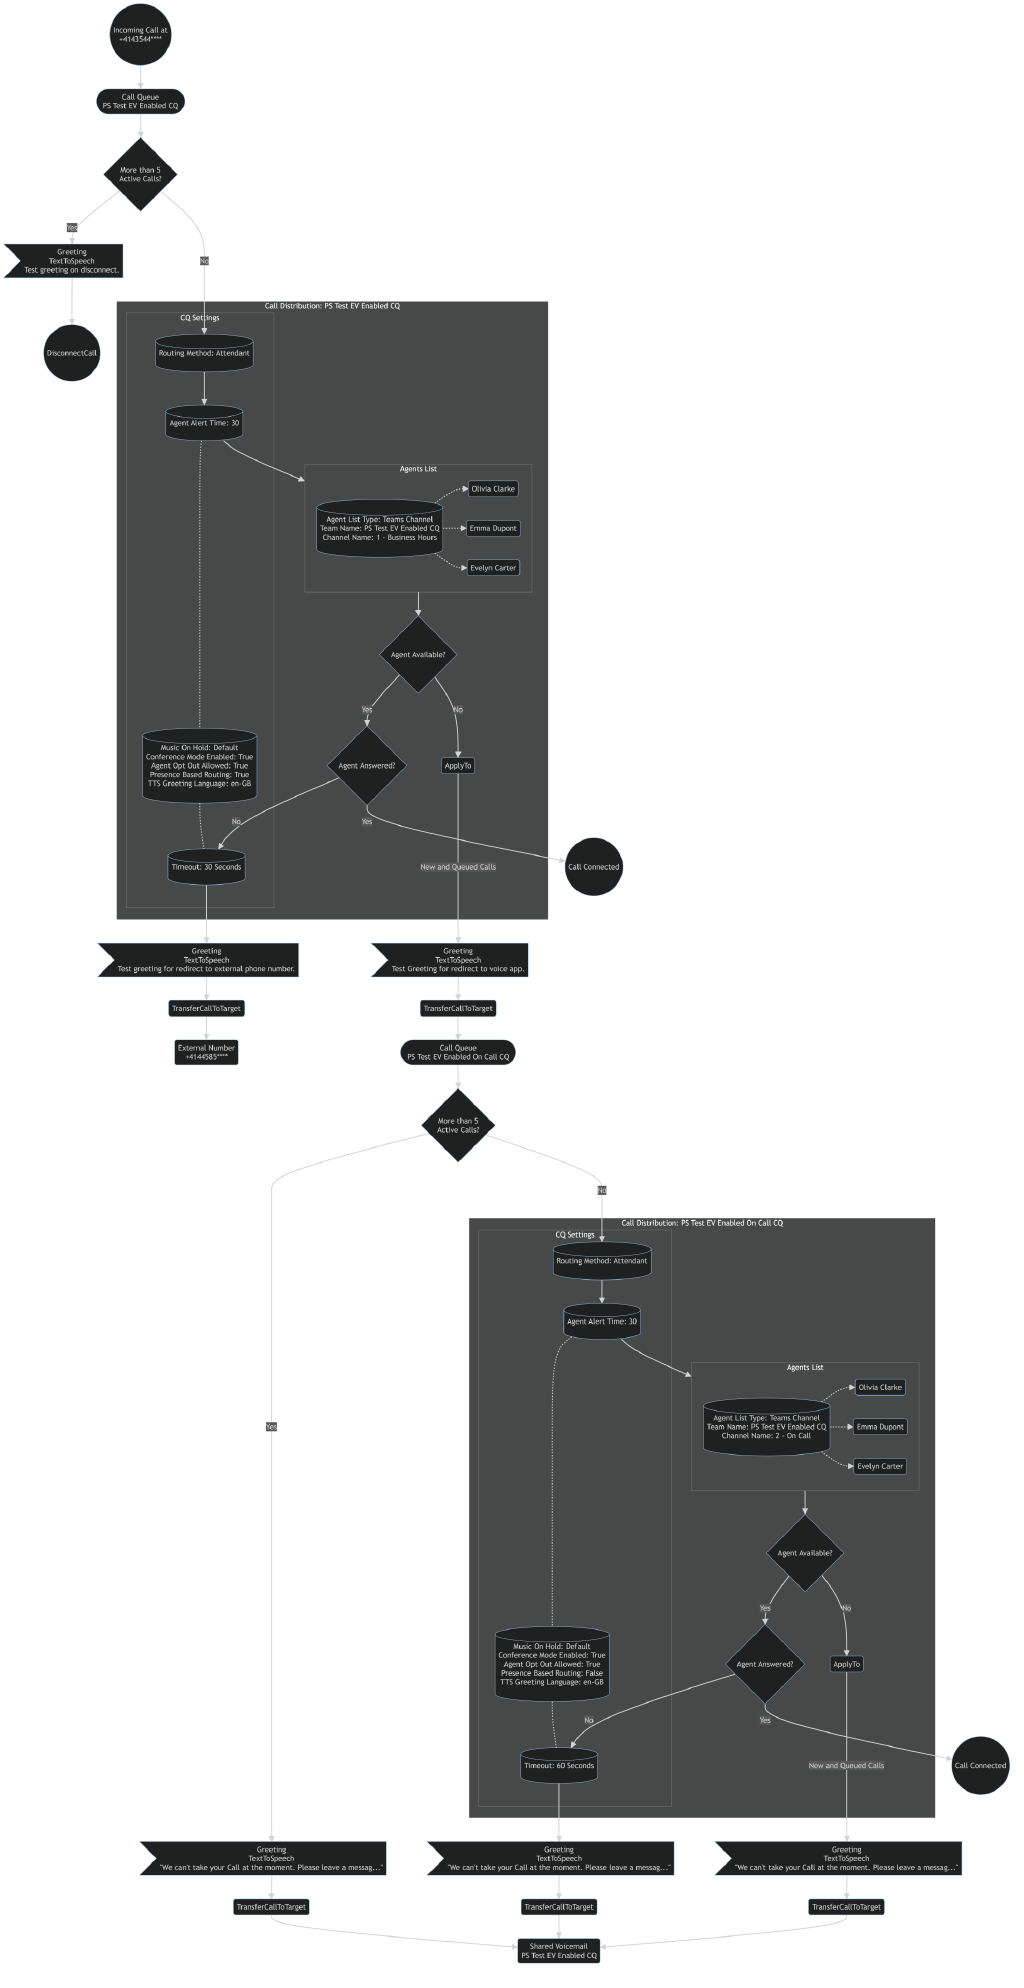 Incoming Call at
+4143544****
Call Queue
PS Test EV Enabled CQ
More than 5
Active Calls?
Yes
No
Greeting
TextToSpeech
Test greeting on disconnect.
DisconnectCall
Call Distribution: PS Test EV Enabled CQ
CQ Settings
Routing Method: Attendant
Agent Alert Time: 30
Agents List
Agent List Type: Teams Channel
Team Name: PS Test EV Enabled CQ
Channel Name: 1 - Business Hours
Olivia Clarke
Emma Dupont
Evelyn Carter
Agent Available?
Yes
No
Music On Hold: Default
Conference Mode Enabled: True
Agent Opt Out Allowed: True
Presence Based Routing: True
TTS Greeting Language: en-GB
Agent Answered?
ApplyTo
No
Yes
Timeout: 30 Seconds
New and Queued Calls
Call Connected
Greeting
TextToSpeech
Test greeting for redirect to external phone number.
Greeting
TextToSpeech
Test Greeting for redirect to voice app.
TransferCallToTarget
TransferCallToTarget
External Number
+4144585****
Call Queue
PS Test EV Enabled On Call CQ
More than 5
Active Calls?
No
Call Distribution: PS Test EV Enabled On Call CQ
CQ Settings
Routing Method: Attendant
Agent Alert Time: 30
Agents List
Agent List Type: Teams Channel
Team Name: PS Test EV Enabled CQ
Channel Name: 2 - On Call
Olivia Clarke
Emma Dupont
Evelyn Carter
Yes
Agent Available?
Yes
No
Music On Hold: Default
Conference Mode Enabled: True
Agent Opt Out Allowed: True
Presence Based Routing: False
TTS Greeting Language: en-GB
Agent Answered?
ApplyTo
No
Yes
Timeout: 60 Seconds
New and Queued Calls
Call Connected
Greeting
TextToSpeech
"We can't take your Call at the moment. Please leave a messag..."
Greeting
TextToSpeech
"We can't take your Call at the moment. Please leave a messag..."
Greeting
TextToSpeech
"We can't take your Call at the moment. Please leave a messag..."
TransferCallToTarget
TransferCallToTarget
TransferCallToTarget
Shared Voicemail
PS Test EV Enabled CQ